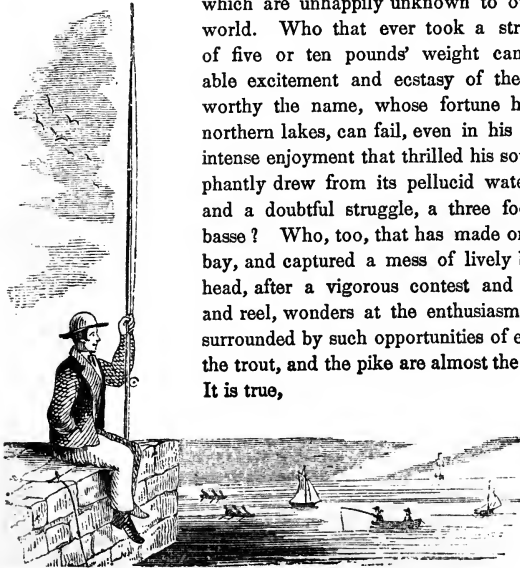 which are unhappily unknown to o
world. Who that ever took a str
of five or ten pounds' weight can
able excitement and ecstasy of the
worthy the name, whose fortune h
northern lakes, can fail, even in his
intense enjoyment that thrilled his so
phantly drew from its pellucid wate
and a doubtful struggle, a three foo
basse? Who, too, that has made or
bay, and captured a mess of lively
head, after a vigorous contest and
and reel, wonders at the enthusiasm
surrounded by such opportunities of e
the trout, and the pike are almost the
It is true,